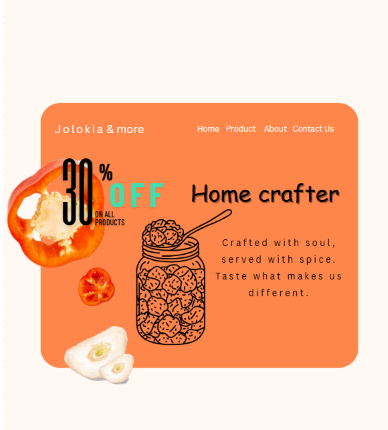 Jolokia & more
Home Product About Contact Us
30% OFF
ON ALL
PRODUCTS
Home crafter
Crafted with soul,
served with spice.
Taste what makes us
different.